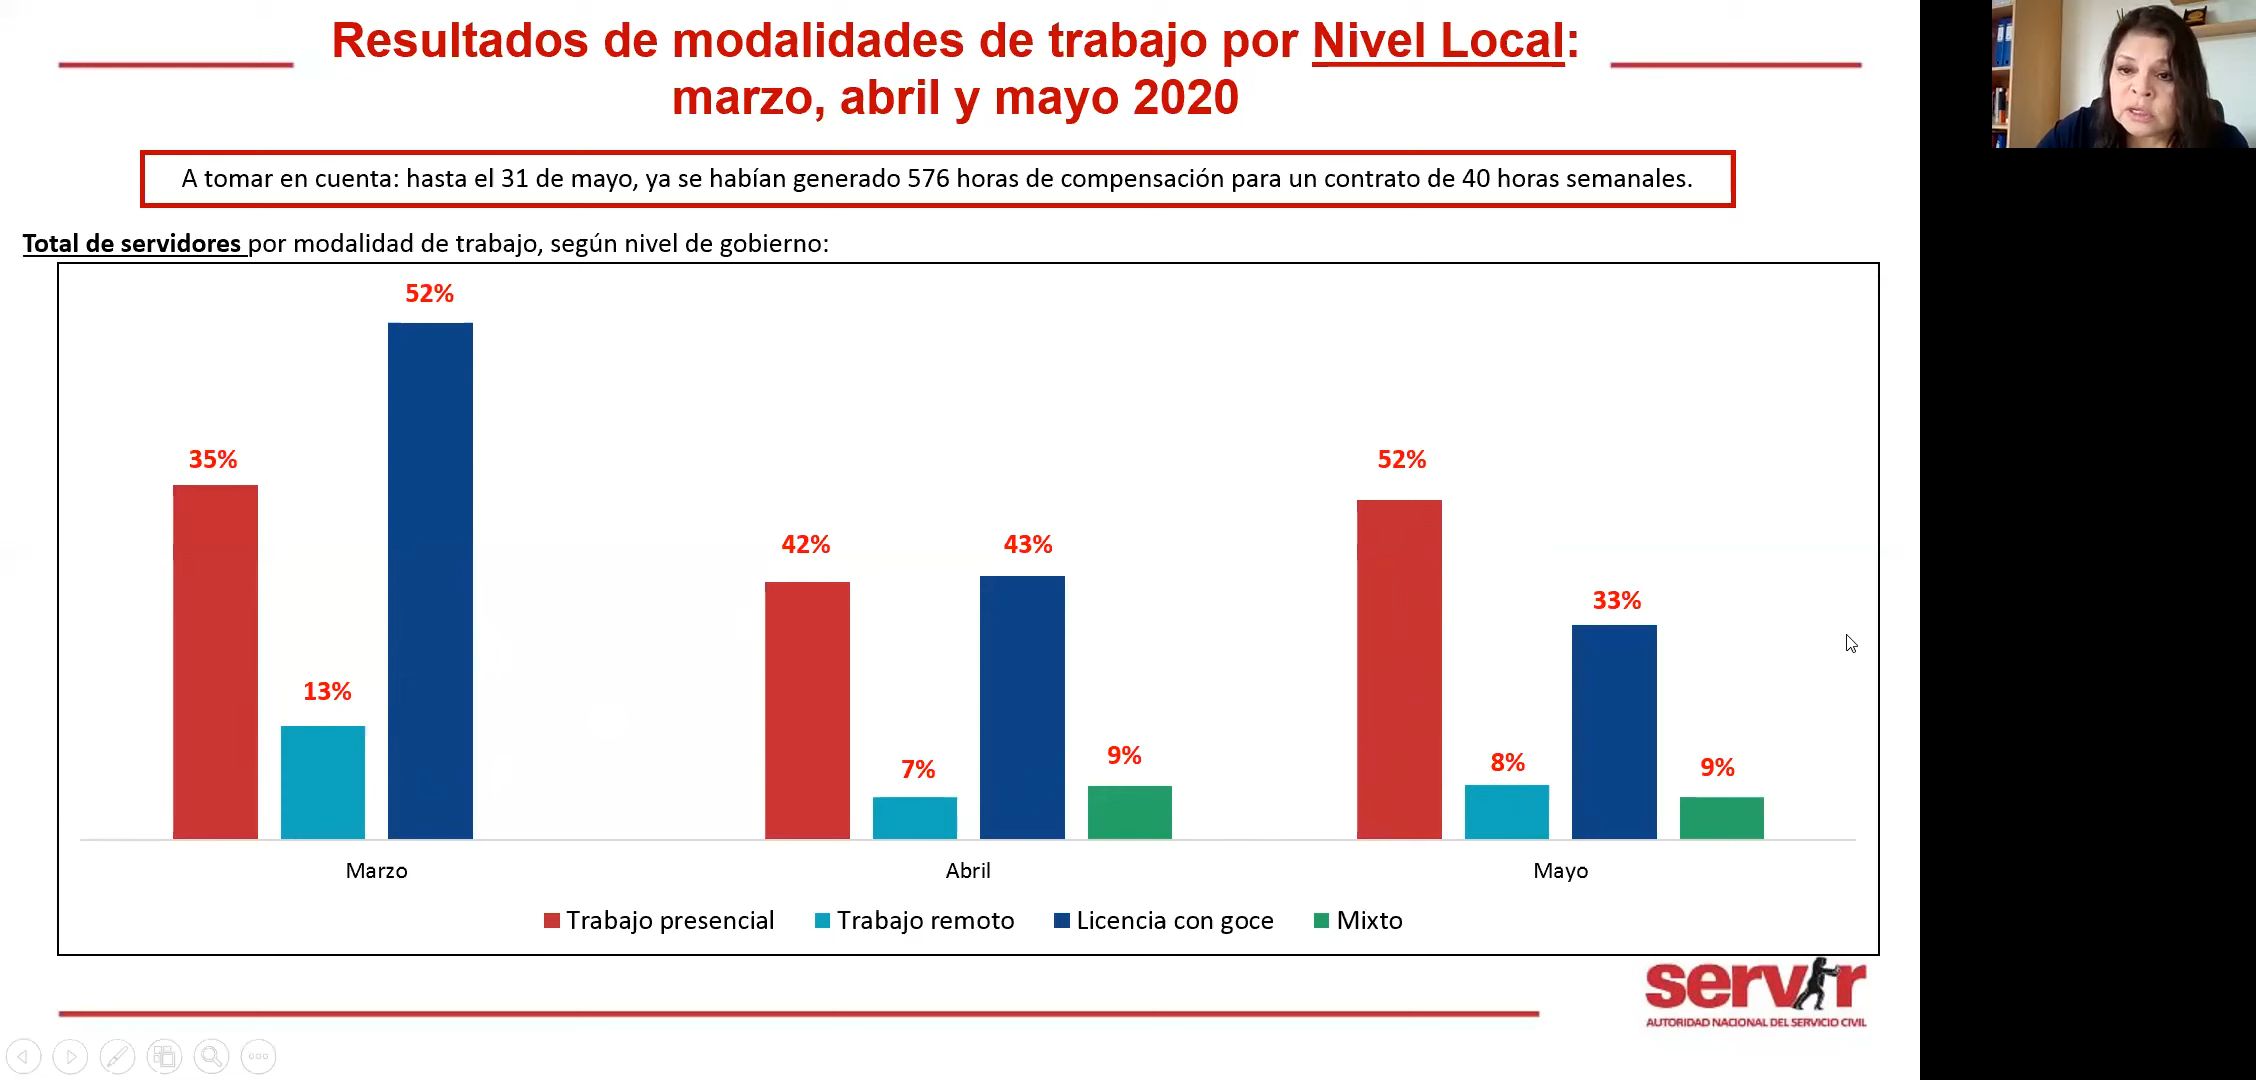 Resultados de modalidades de trabajo por Nivel Local:
marzo, abril y mayo 2020
A tomar en cuenta: hasta el 31 de mayo, ya se habían generado 576 horas de compensación para un contrato de 40 horas semanales.
Total de servidores por modalidad de trabajo, según nivel de gobierno:
35%
13%
52%
42%
7%
43%
9%
52%
8%
33%
9%
Marzo
Abril
Mayo
Trabajo presencial
Trabajo remoto
Licencia con goce
Mixto
servir
AUTORIDAD NACIONAL DEL SERVICIO CIVIL